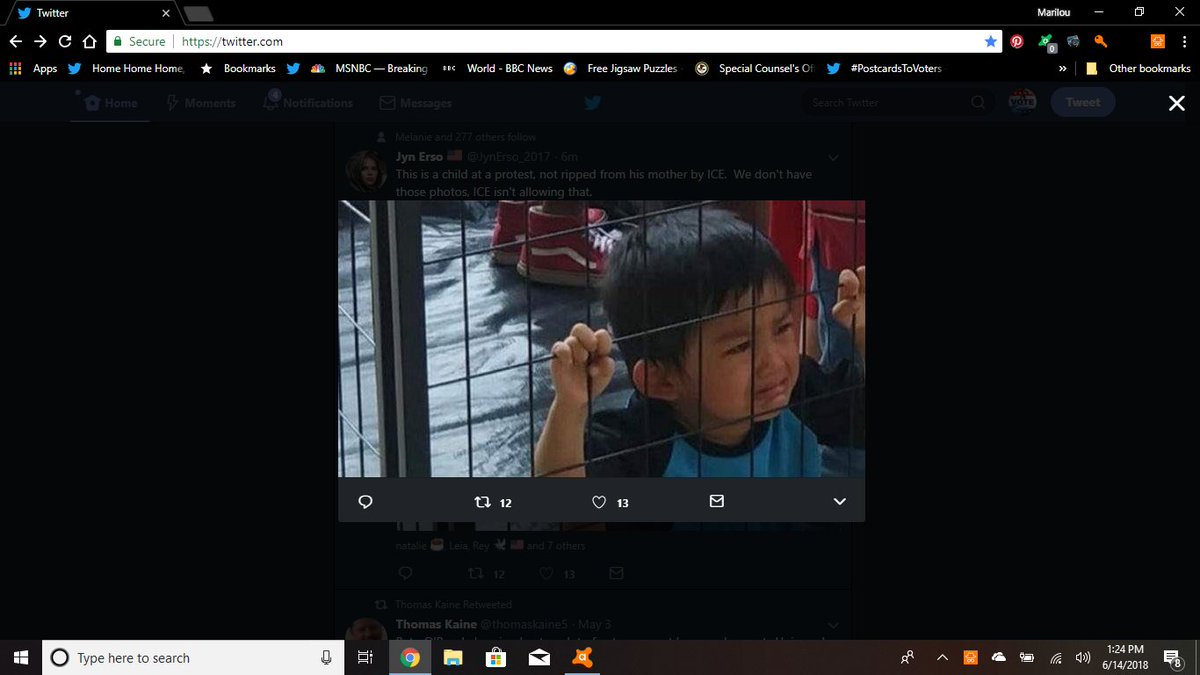 Twitter
Marilou
Secure
https://twitter.com
0
Apps
Home Home Home,
Bookmarks
MSNBC — Breaking
BBC
World - BBC News
Free Jigsaw Puzzles
Special Counsel's Of
#PostcardsToVoters
»
Other bookmarks
Home
Moments
4
Notifications
Messages
Search Twitter
VOTE
Tweet
Melanie and 277 others follow
Jyn Erso @JynErso_2017 · 6m
This is a child at a protest, not ripped from his mother by ICE. We don't have
those photos, ICE isn't allowing that.
12
13
natalie Leia, Rey and 7 others
12
13
Thomas Kaine Retweeted
Thomas Kaine @thomaskaine5 · May 3
Type here to search
1:24 PM
6/14/2018
8